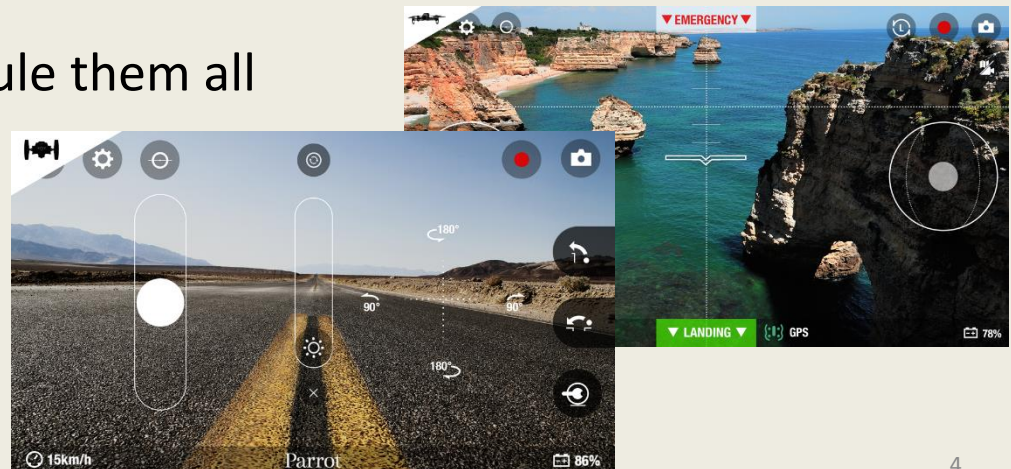 ule them all
▼ EMERGENCY ▼
L
▼ LANDING ▼
GPS
78%
180°
90°
90°
180°
15km/h
Parrot
86%
4